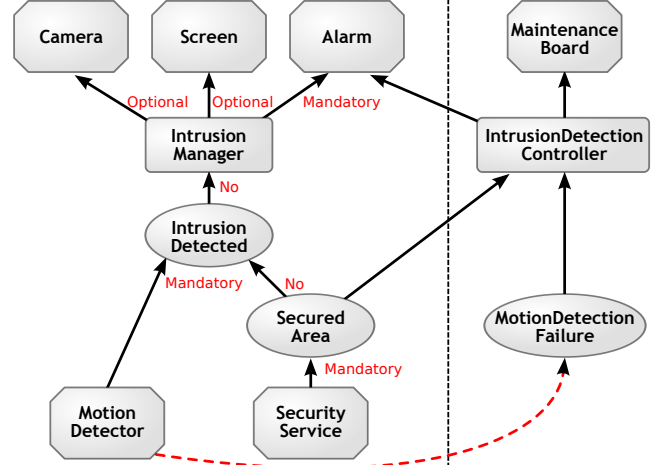 Camera
Screen
Alarm
Maintenance
Board
Optional
Optional
Mandatory
Intrusion
Manager
IntrusionDetection
Controller
No
Intrusion
Detected
Mandatory
No
Secured
Area
MotionDetection
Failure
Mandatory
Motion
Detector
Security
Service